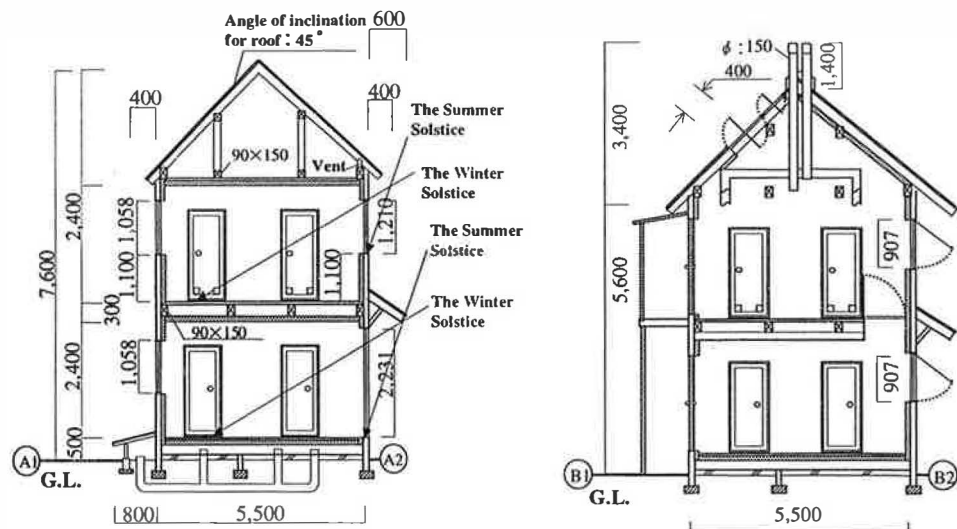 Angle of inclination
for roof : 45°
600
400
400
The Summer
Solstice
90×150
Vent
The Winter
Solstice
7,600
2,400
1,058
1,210
The Summer
Solstice
1,100
1,100
300
The Winter
Solstice
90×150
2,400
1,058
2,231
500
A1
A2
G.L.
800
5,500
ϕ : 150
400
1,400
3,400
907
5,600
907
B1
B2
G.L.
5,500